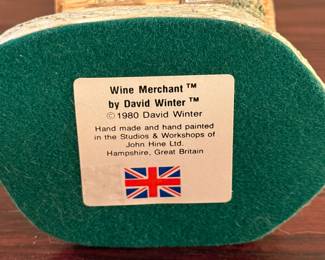 Wine Merchant ™
by David Winter ™
© 1980 David Winter
Hand made and hand painted
in the Studios & Workshops of
John Hine Ltd.
Hampshire, Great Britain